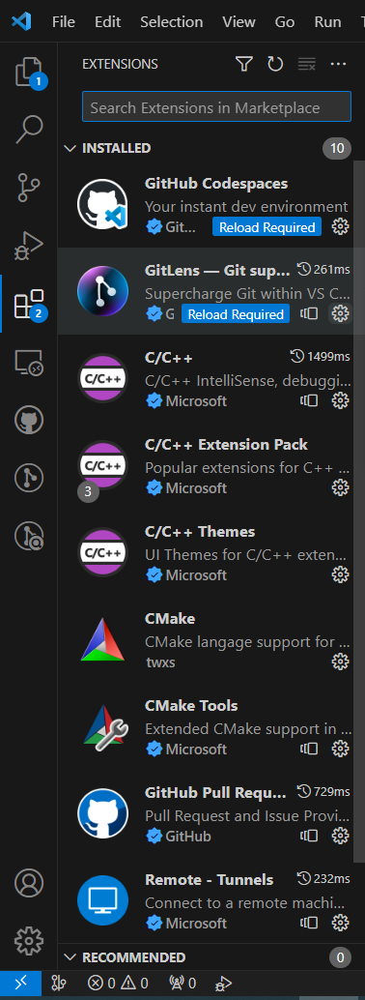 File Edit Selection View Go Run
EXTENSIONS
1
Search Extensions in Marketplace
INSTALLED 10
GitHub Codespaces
Your instant dev environment
Git... Reload Required
GitLens — Git sup... 261ms
Supercharge Git within VS C...
G Reload Required
2
C/C++ 1499ms
C/C++
C/C++ IntelliSense, debuggi...
Microsoft
C/C++ Extension Pack
C/C++
Popular extensions for C++ ...
3
Microsoft
C/C++ Themes
C/C++
UI Themes for C/C++ exten...
Microsoft
CMake
CMake langage support for ...
twxs
CMake Tools
Extended CMake support in ...
Microsoft
GitHub Pull Requ... 729ms
Pull Request and Issue Provi...
GitHub
Remote - Tunnels 232ms
Connect to a remote machi...
Microsoft
RECOMMENDED 0
0 0 0